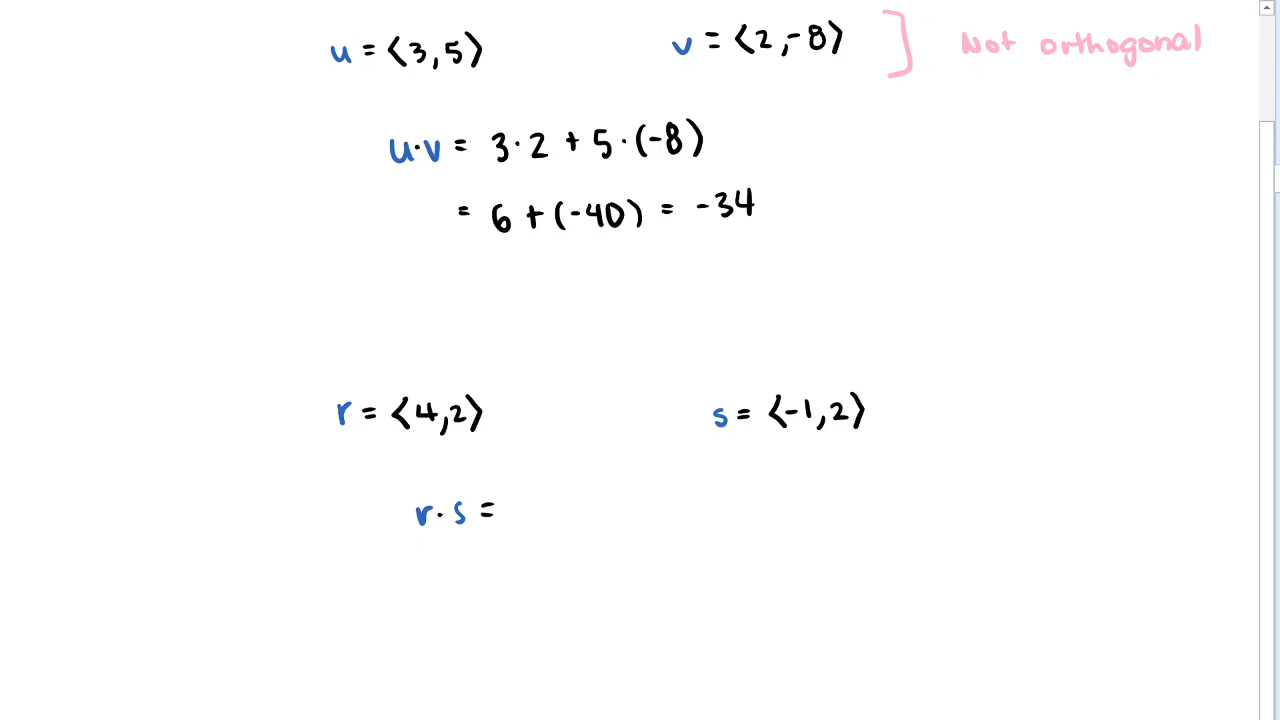 u = ⟨3,5⟩ v = ⟨2,-8⟩ Not orthogonal
u·v = 3·2 + 5·(-8)
= 6 + (-40) = -34
r = ⟨4,2⟩ s = ⟨-1,2⟩
r·s =